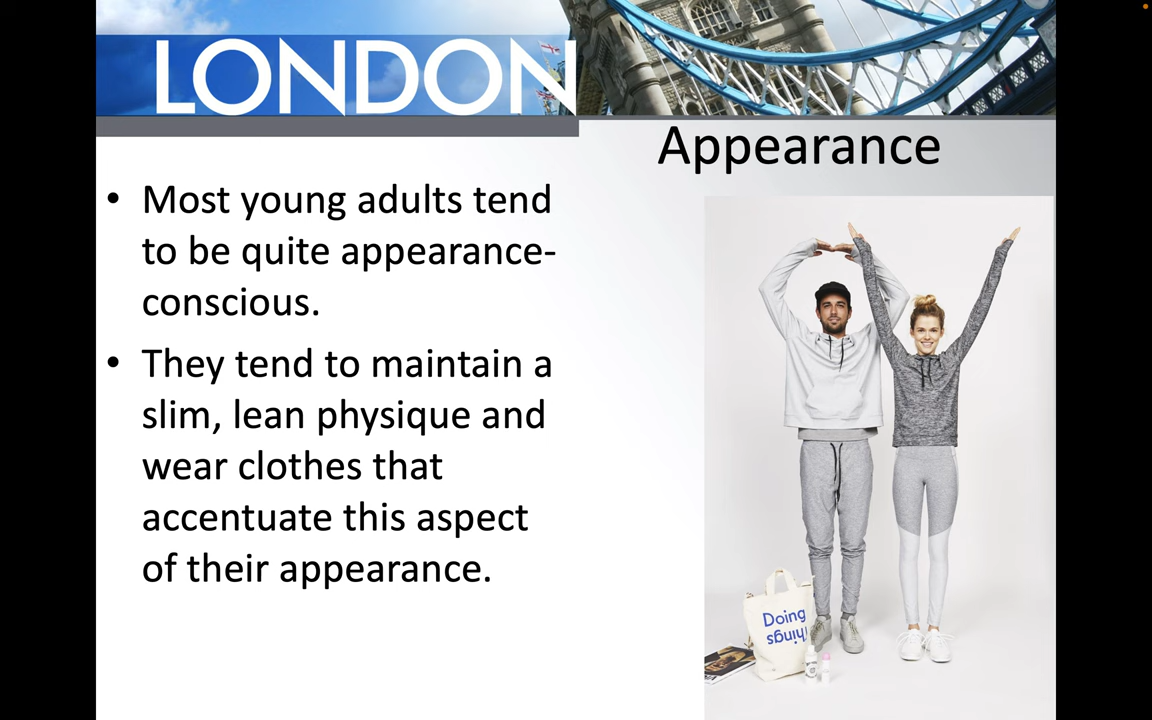 LONDON
Appearance
• Most young adults tend
to be quite appearance-
conscious.
• They tend to maintain a
slim, lean physique and
wear clothes that
accentuate this aspect
of their appearance.
Doing
Things